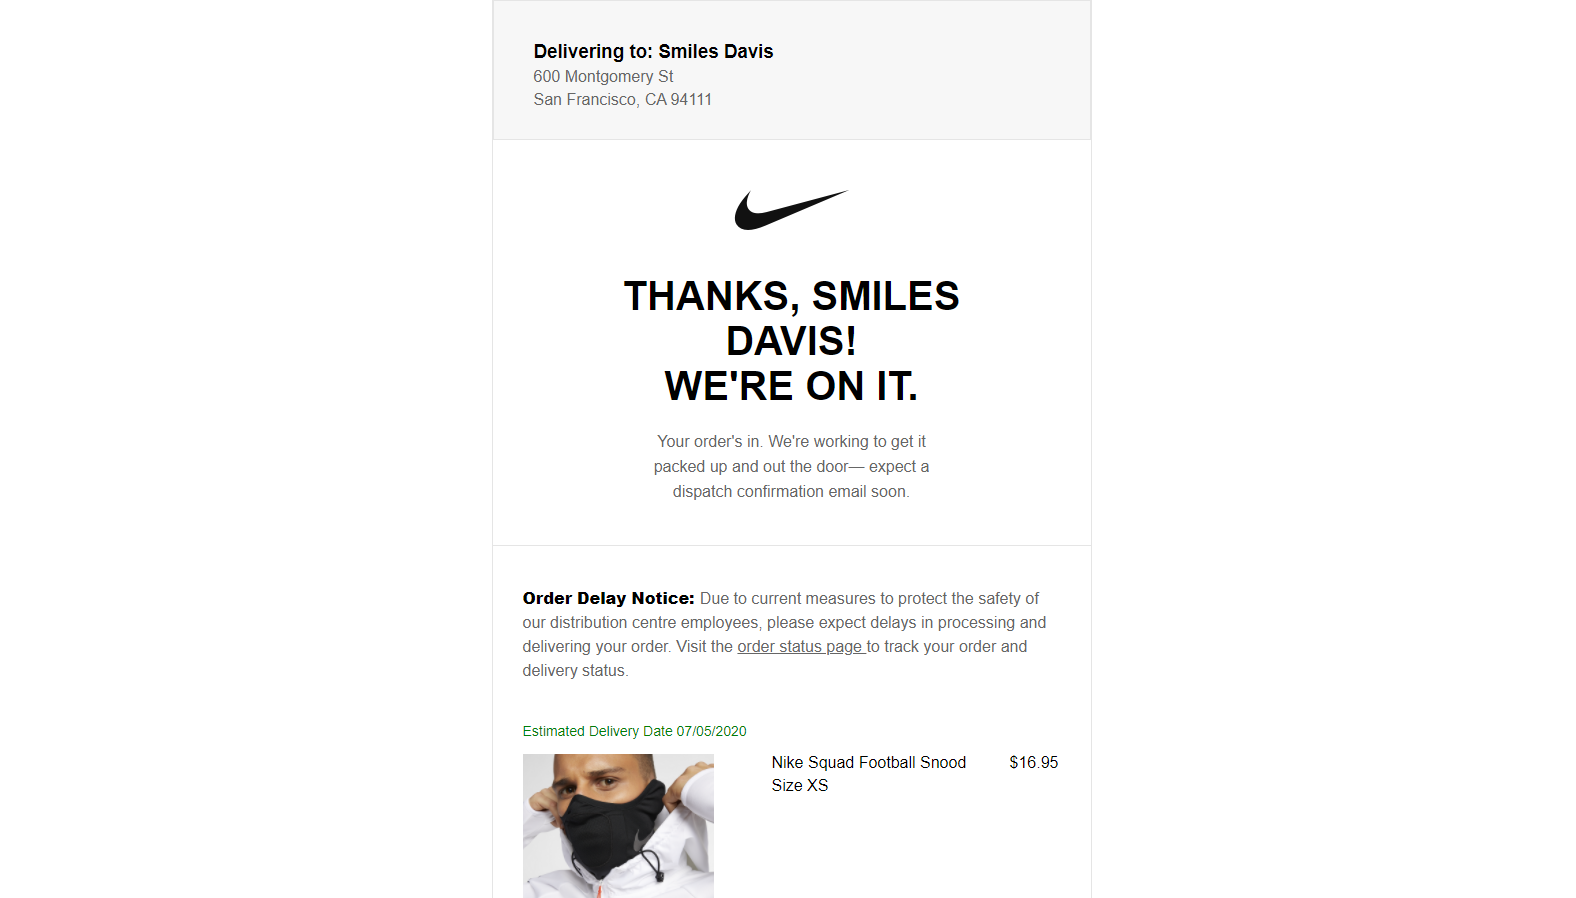 Delivering to: Smiles Davis
600 Montgomery St
San Francisco, CA 94111
THANKS, SMILES
DAVIS!
WE'RE ON IT.
Your order's in. We're working to get it
packed up and out the door— expect a
dispatch confirmation email soon.
Order Delay Notice: Due to current measures to protect the safety of
our distribution centre employees, please expect delays in processing and
delivering your order. Visit the order status page to track your order and
delivery status.
Estimated Delivery Date 07/05/2020
Nike Squad Football Snood $16.95
Size XS